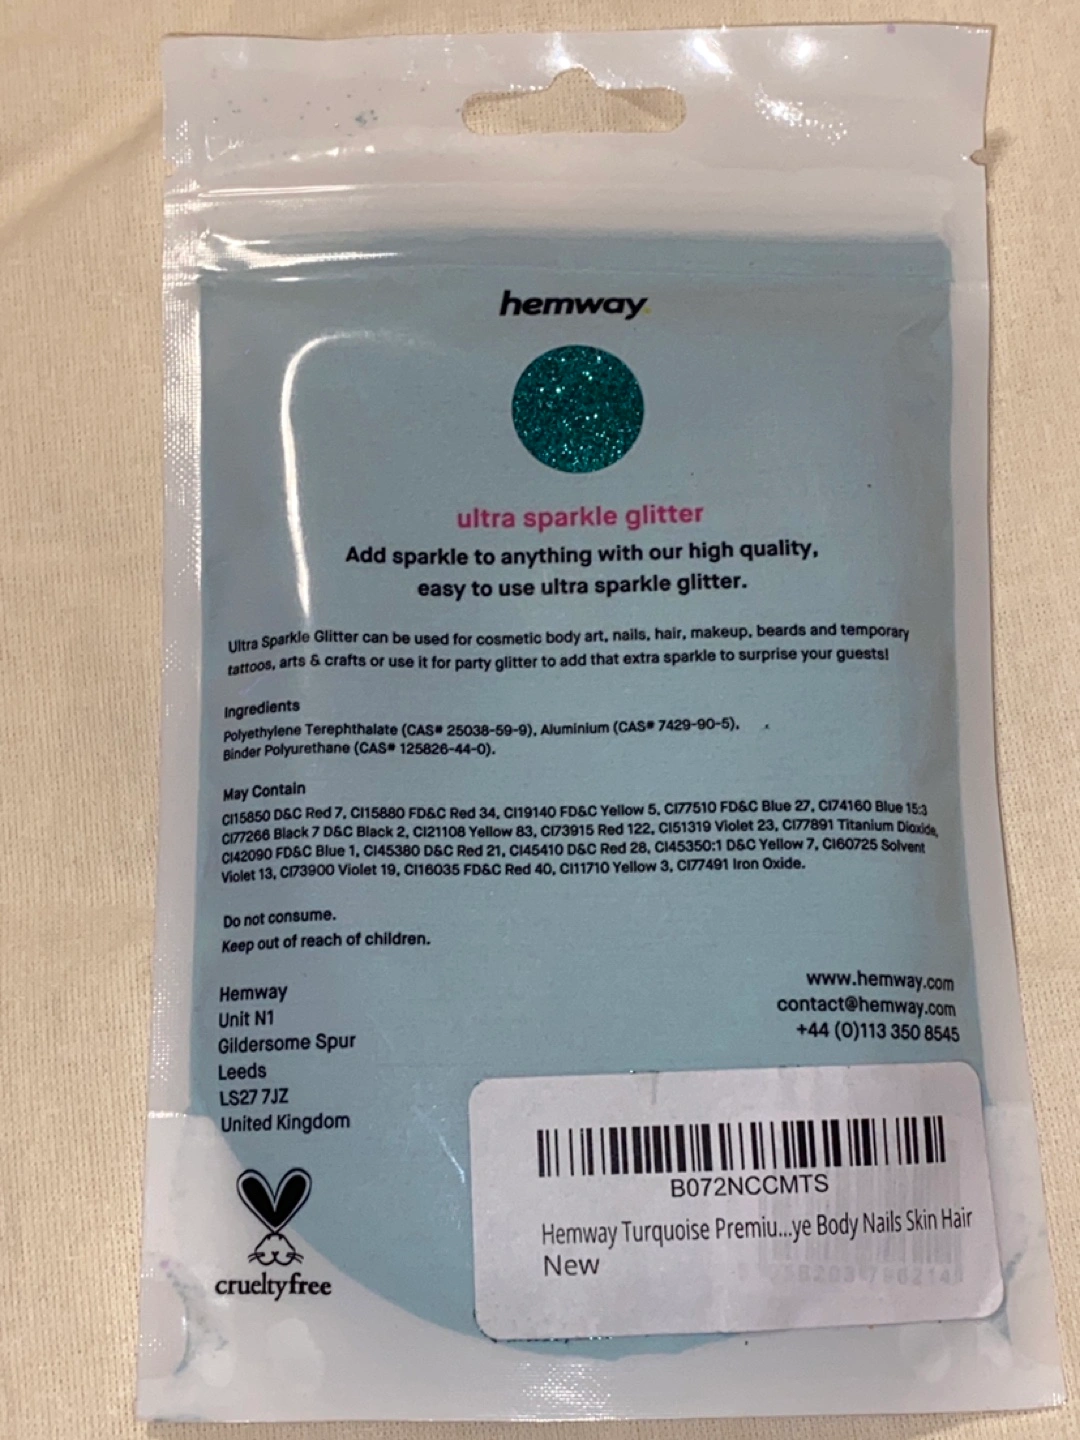 hemway.
ultra sparkle glitter
Add sparkle to anything with our high quality,
easy to use ultra sparkle glitter.
Ultra Sparkle Glitter can be used for cosmetic body art, nails, hair, makeup, beards and temporary
tattoos, arts & crafts or use it for party glitter to add that extra sparkle to surprise your guests!
Ingredients
Polyethylene Terephthalate (CAS# 25038-59-9), Aluminium (CAS# 7429-90-5),
Binder Polyurethane (CAS# 125826-44-0).
May Contain
CI15850 D&C Red 7, CI15880 FD&C Red 34, CI19140 FD&C Yellow 5, CI77510 FD&C Blue 27, CI74160 Blue 15:3
CI77266 Black 7 D&C Black 2, CI21108 Yellow 83, CI73915 Red 122, CI51319 Violet 23, CI77891 Titanium Dioxide,
CI42090 FD&C Blue 1, CI45380 D&C Red 21, CI45410 D&C Red 28, CI45350:1 D&C Yellow 7, CI60725 Solvent
Violet 13, CI73900 Violet 19, CI16035 FD&C Red 40, CI11710 Yellow 3, CI77491 Iron Oxide.
Do not consume.
Keep out of reach of children.
Hemway
Unit N1
Gildersome Spur
Leeds
LS27 7JZ
United Kingdom
www.hemway.com
contact@hemway.com
+44 (0)113 350 8545
crueltyfree
B072NCCMTS
Hemway Turquoise Premiu...ye Body Nails Skin Hair
New